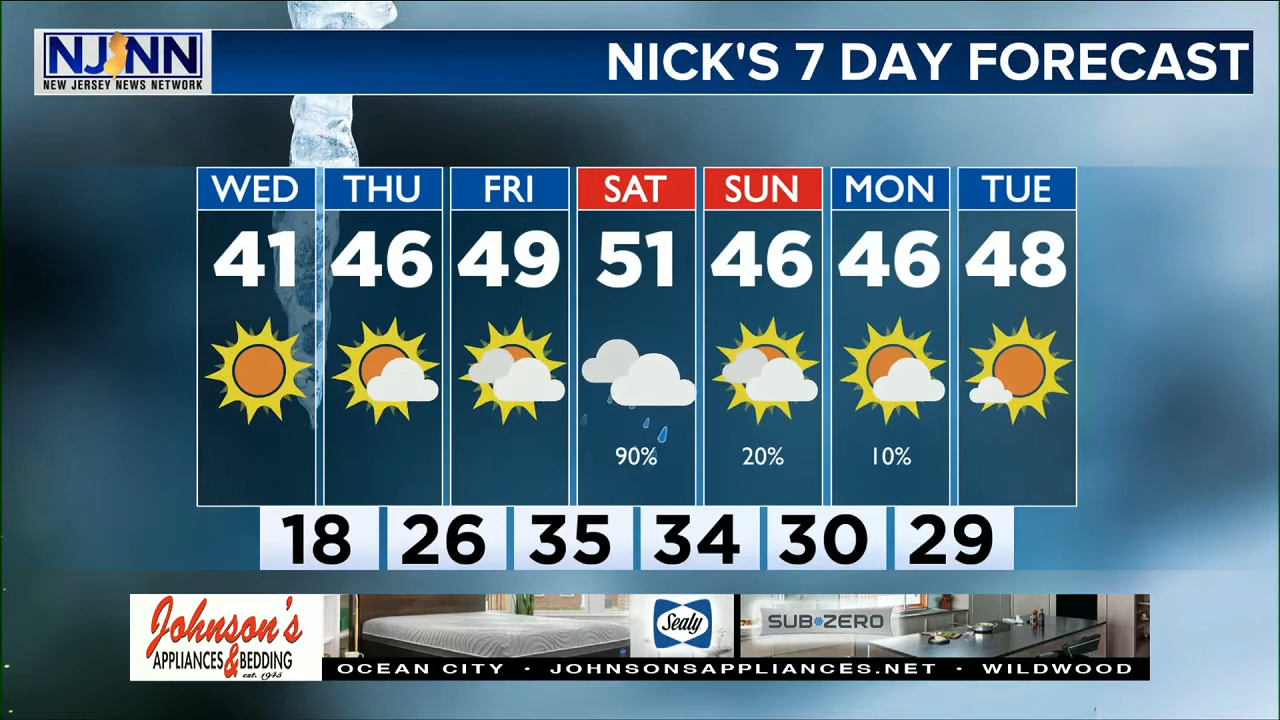 NJNN
NEW JERSEY NEWS NETWORK
NICK'S 7 DAY FORECAST
WED THU FRI SAT SUN MON TUE
41 46 49 51 46 46 48
90% 20% 10%
18 26 35 34 30 29
Johnson's
APPLIANCES & BEDDING
est. 1945
Sealy
SUB ZERO
OCEAN CITY · JOHNSONSAPPLIANCES.NET · WILDWOOD